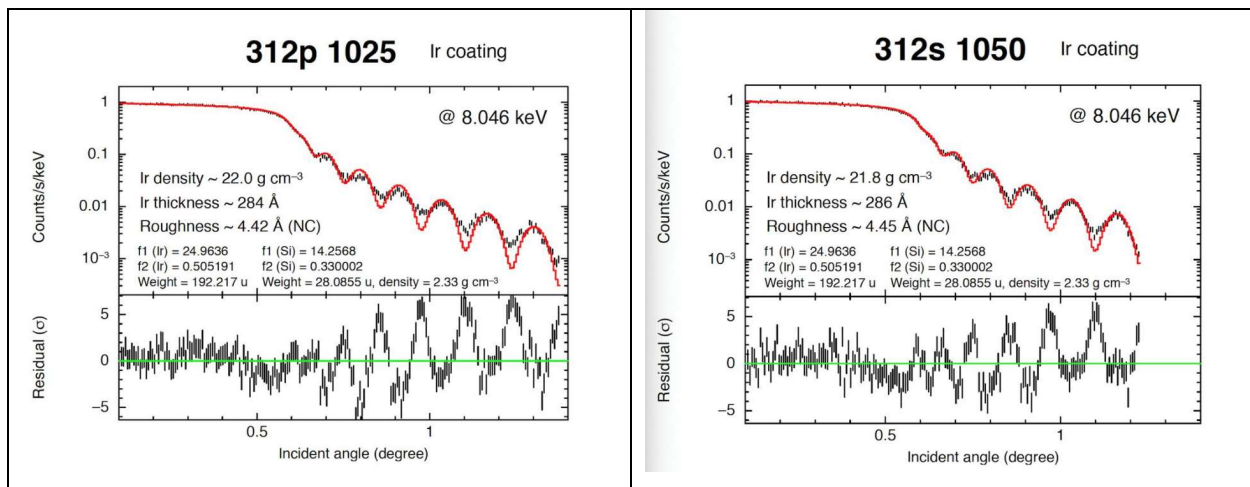 312p 1025 Ir coating
@ 8.046 keV
Counts/s/keV
1
0.1
0.01
10⁻³
Ir density ~ 22.0 g cm⁻³
Ir thickness ~ 284 Å
Roughness ~ 4.42 Å (NC)
f1 (Ir) = 24.9636 f1 (Si) = 14.2568
f2 (Ir) = 0.505191 f2 (Si) = 0.330002
Weight = 192.217 u Weight = 28.0855 u, density = 2.33 g cm⁻³
Residual (σ)
5
0
−5
0.5 1
Incident angle (degree)
312s 1050 Ir coating
@ 8.046 keV
Counts/s/keV
1
0.1
0.01
10⁻³
Ir density ~ 21.8 g cm⁻³
Ir thickness ~ 286 Å
Roughness ~ 4.45 Å (NC)
f1 (Ir) = 24.9636 f1 (Si) = 14.2568
f2 (Ir) = 0.505191 f2 (Si) = 0.330002
Weight = 192.217 u Weight = 28.0855 u, density = 2.33 g cm⁻³
Residual (σ)
5
0
−5
0.5 1
Incident angle (degree)